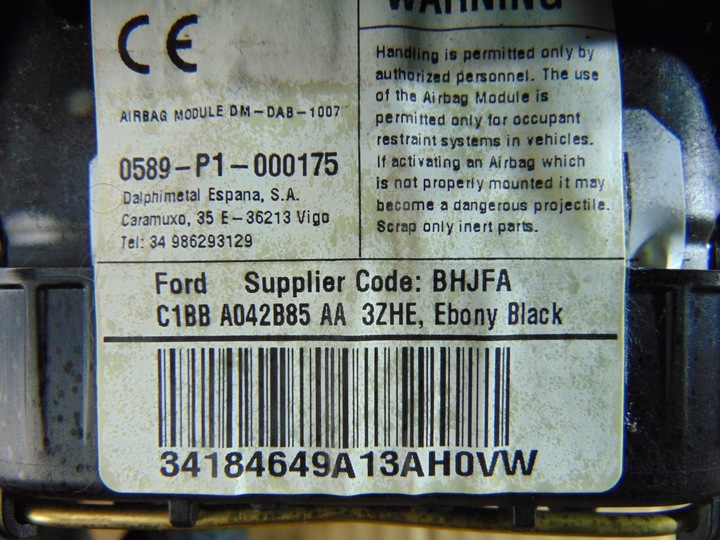 CE
AIRBAG MODULE DM-DAB-1007
0589-P1-000175
Dalphimetal Espana, S.A.
Caramuxo, 35 E-36213 Vigo
Tel: 34 986293129
WARNING
Handling is permitted only by
authorized personnel. The use
of the Airbag Module is
permitted only for occupant
restraint systems in vehicles.
If activating an Airbag which
is not properly mounted it may
become a dangerous projectile.
Scrap only inert parts.
Ford Supplier Code: BHJFA
C1BB A042B85 AA 3ZHE, Ebony Black
34184649A13AH0VW